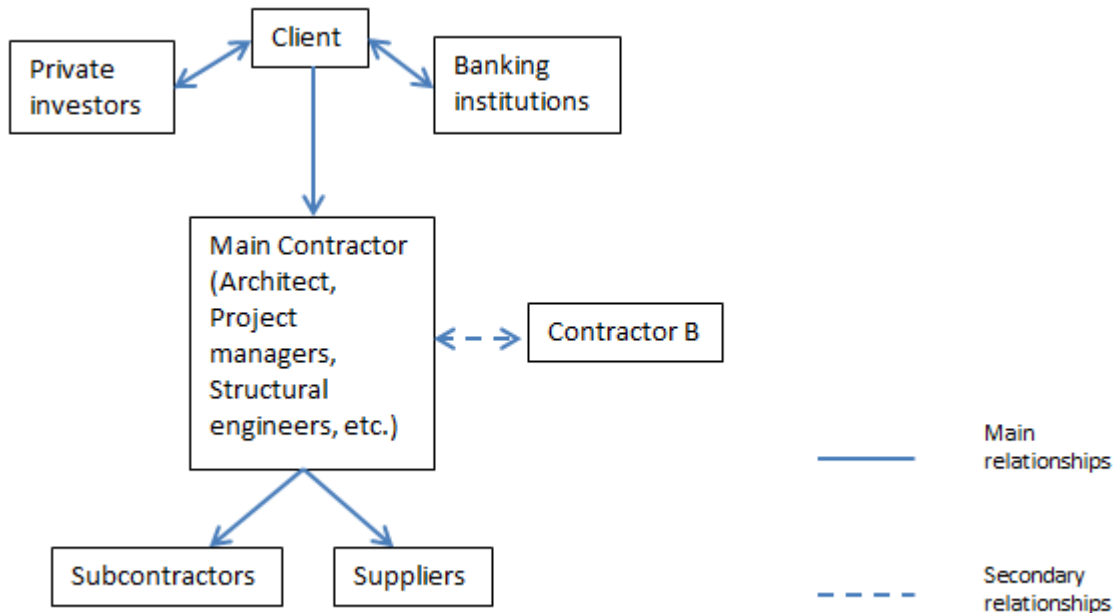 Client
Private
investors
Banking
institutions
Main Contractor
(Architect,
Project
managers,
Structural
engineers, etc.)
Contractor B
Subcontractors
Suppliers
Main
relationships
Secondary
relationships